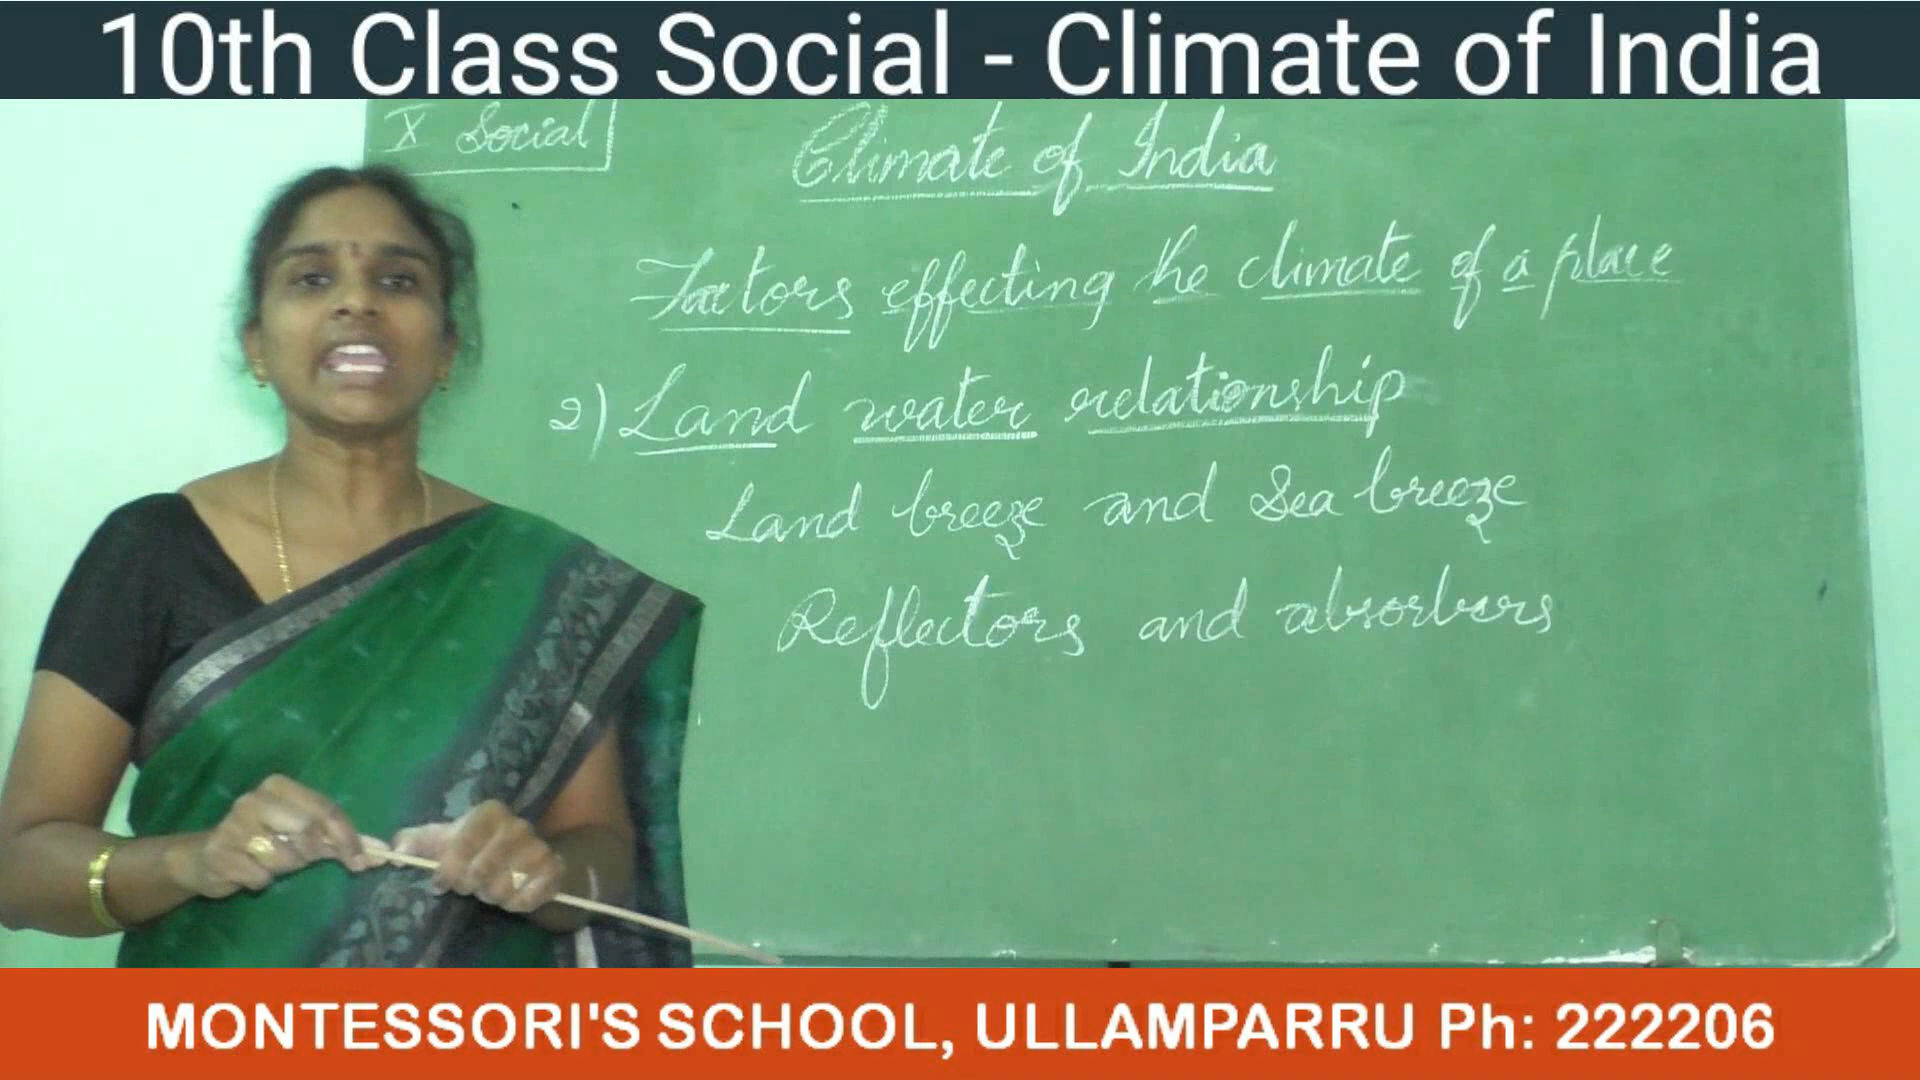 10th Class Social - Climate of India
X Social
Climate of India
Factors effecting he climate of a place
2) Land water relationship
Land breeze and Sea breeze
Reflectors and absorbers
MONTESSORI'S SCHOOL, ULLAMPARRU Ph: 222206